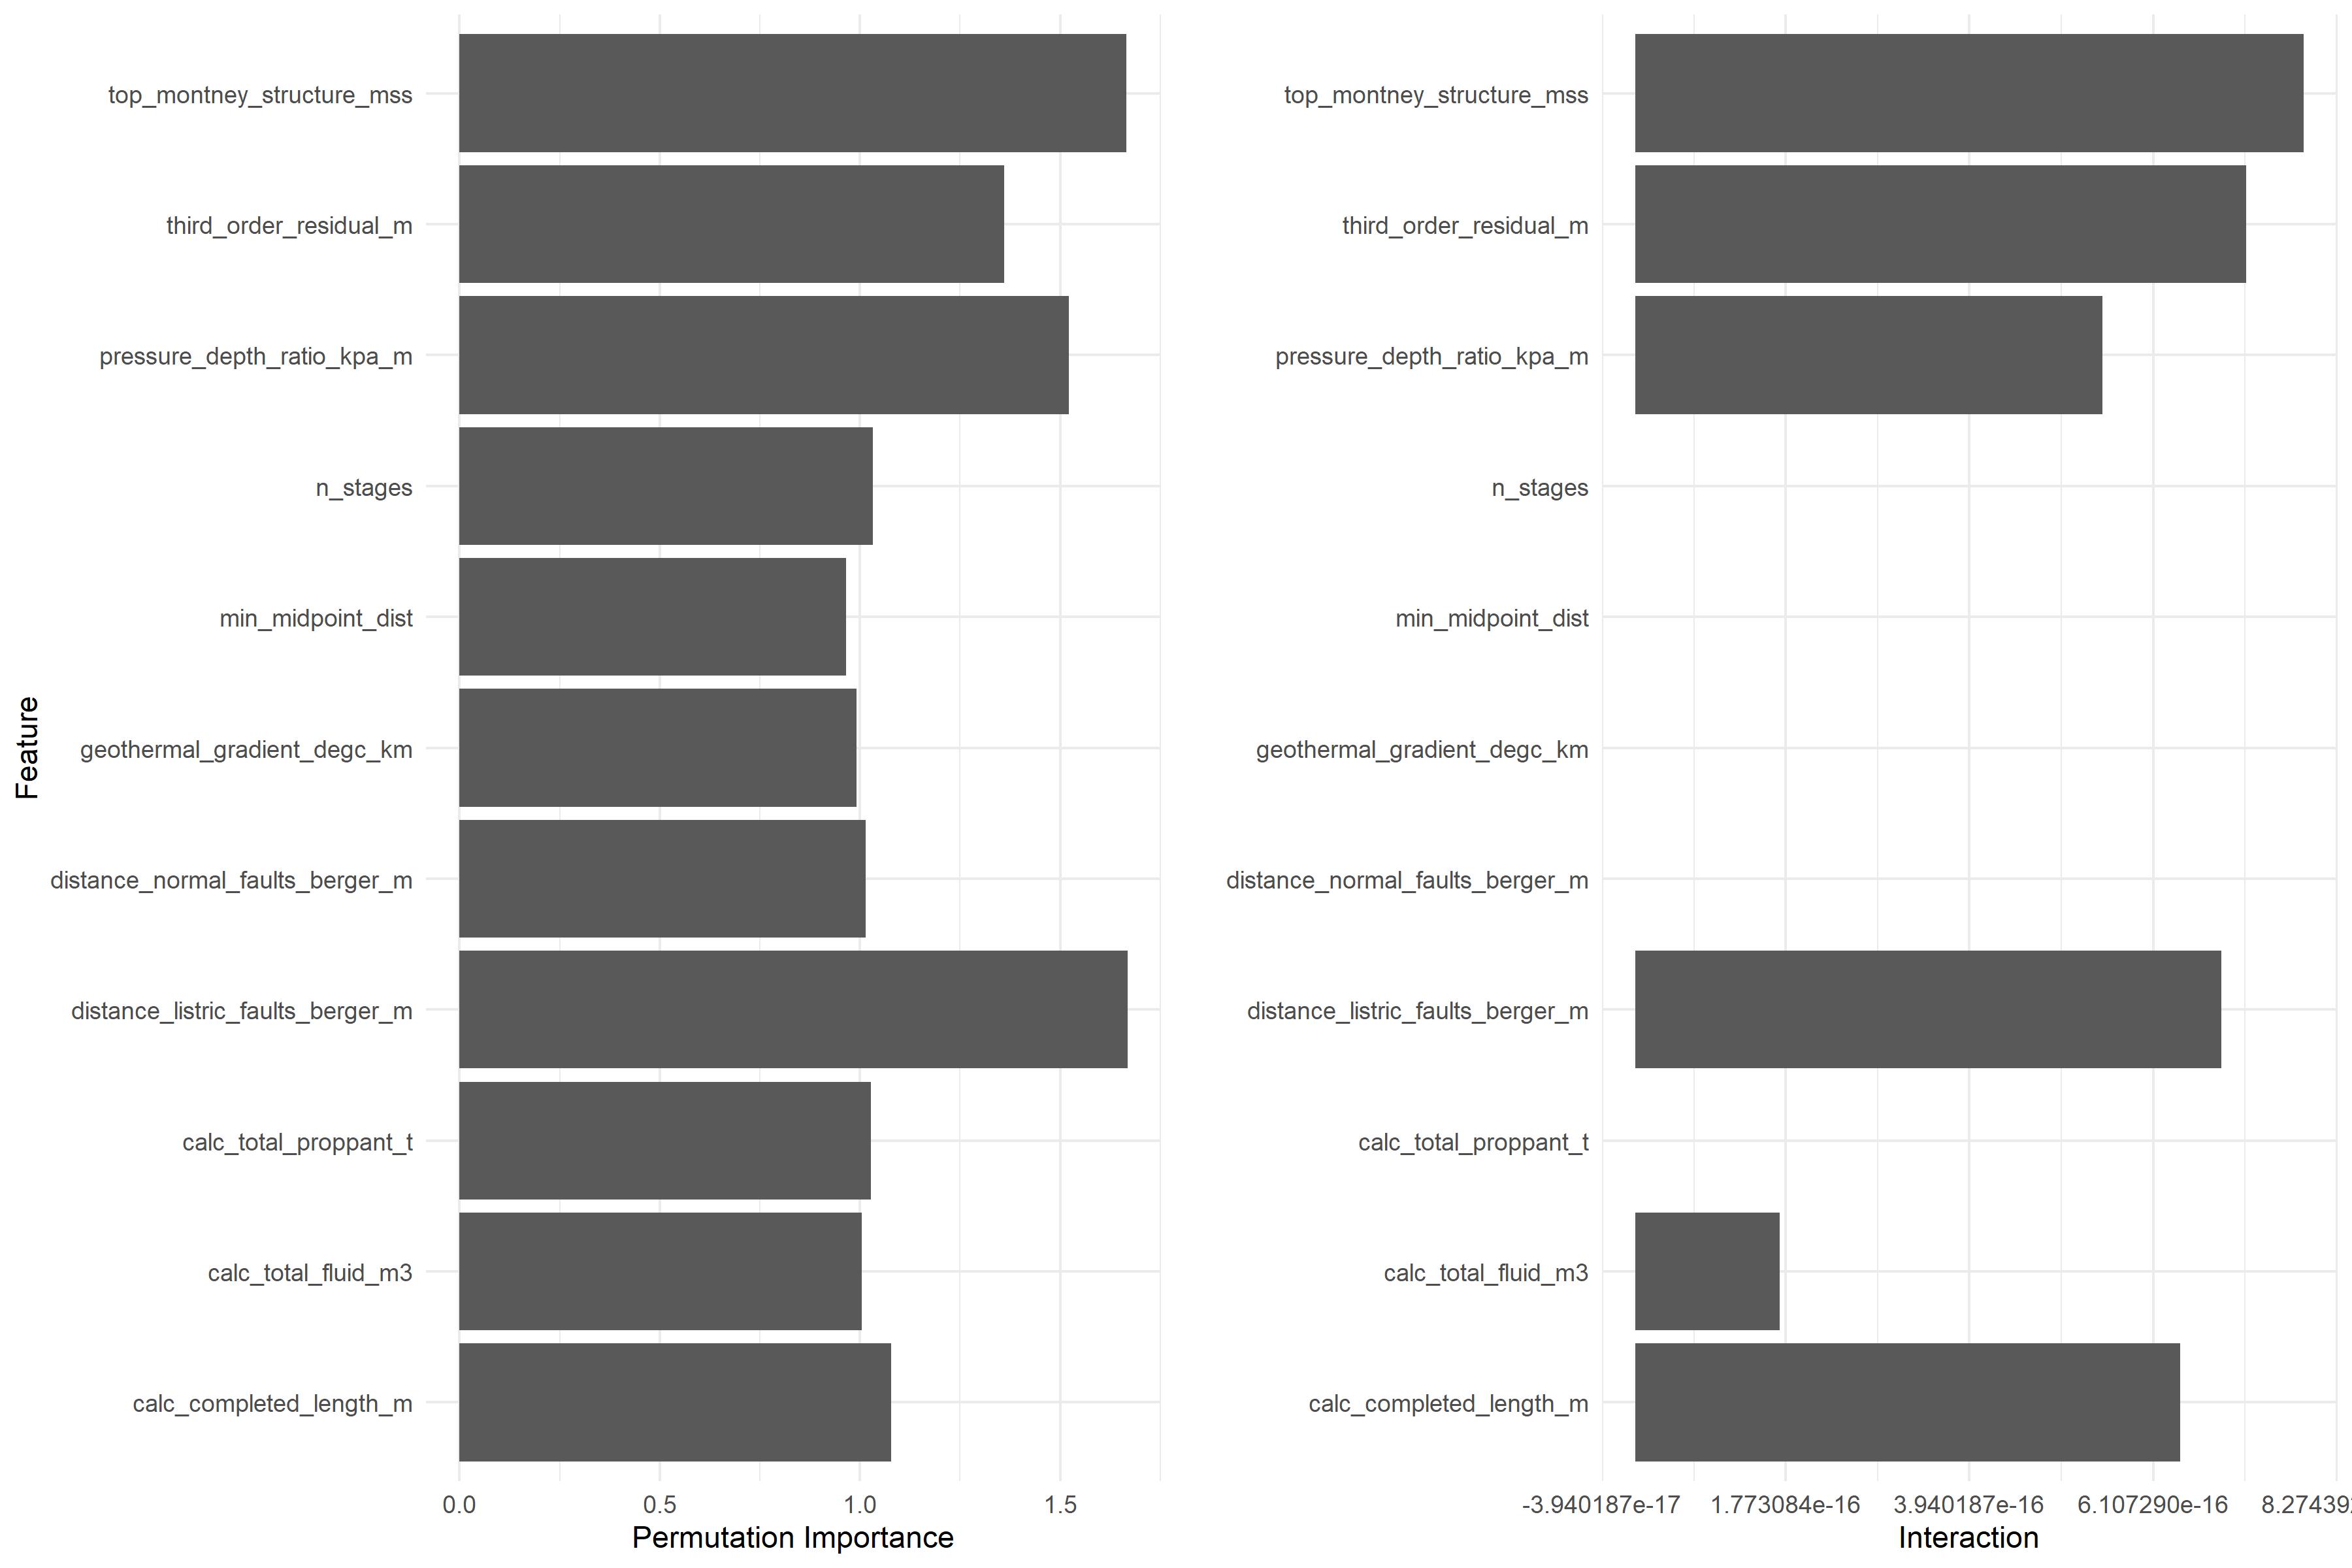 top_montney_structure_mss
third_order_residual_m
pressure_depth_ratio_kpa_m
n_stages
min_midpoint_dist
geothermal_gradient_degc_km
distance_normal_faults_berger_m
distance_listric_faults_berger_m
calc_total_proppant_t
calc_total_fluid_m3
calc_completed_length_m
Feature
0.0 0.5 1.0 1.5
Permutation Importance
top_montney_structure_mss
third_order_residual_m
pressure_depth_ratio_kpa_m
n_stages
min_midpoint_dist
geothermal_gradient_degc_km
distance_normal_faults_berger_m
distance_listric_faults_berger_m
calc_total_proppant_t
calc_total_fluid_m3
calc_completed_length_m
-3.940187e-17 1.773084e-16 3.940187e-16 6.107290e-16
Interaction